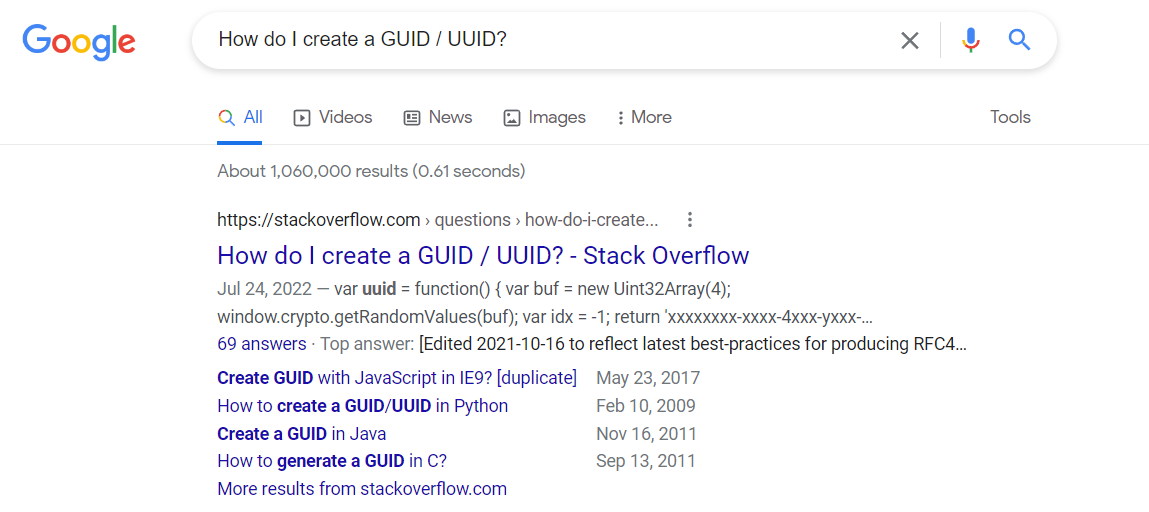 Google
How do I create a GUID / UUID?
All Videos News Images More Tools
About 1,060,000 results (0.61 seconds)
https://stackoverflow.com › questions › how-do-i-create...
How do I create a GUID / UUID? - Stack Overflow
Jul 24, 2022 — var uuid = function() { var buf = new Uint32Array(4);
window.crypto.getRandomValues(buf); var idx = -1; return 'xxxxxxxx-xxxx-4xxx-yxxx-...
69 answers · Top answer: [Edited 2021-10-16 to reflect latest best-practices for producing RFC4...
Create GUID with JavaScript in IE9? [duplicate] May 23, 2017
How to create a GUID/UUID in Python Feb 10, 2009
Create a GUID in Java Nov 16, 2011
How to generate a GUID in C? Sep 13, 2011
More results from stackoverflow.com